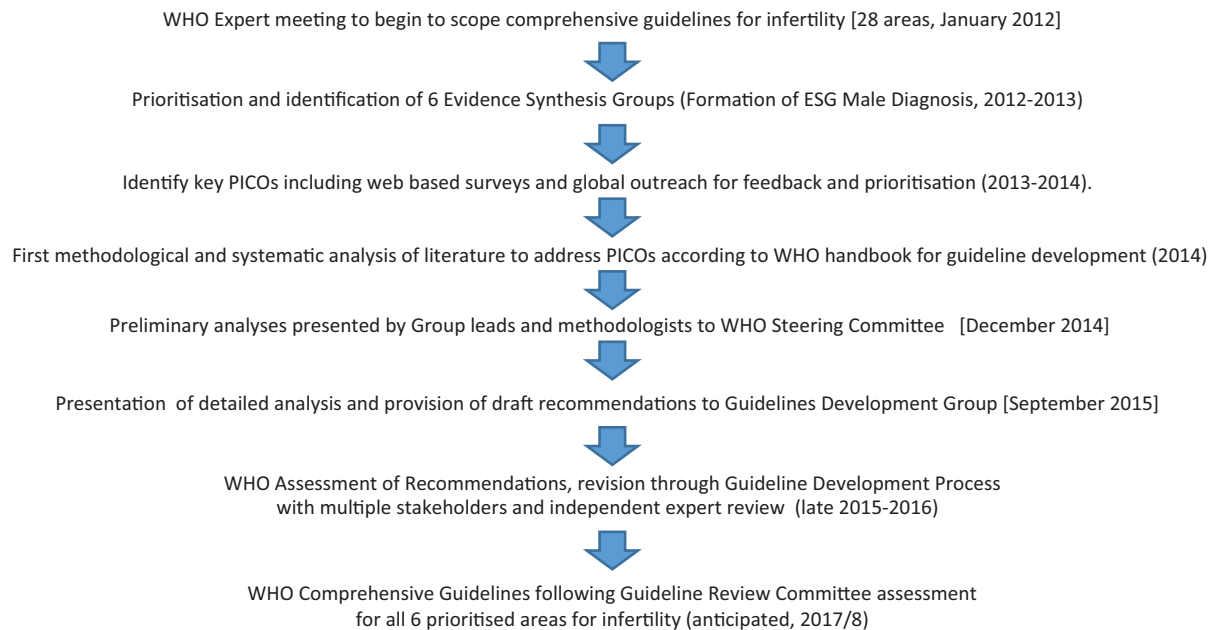 WHO Expert meeting to begin to scope comprehensive guidelines for infertility [28 areas, January 2012]
Prioritisation and identification of 6 Evidence Synthesis Groups (Formation of ESG Male Diagnosis, 2012-2013)
Identify key PICOs including web based surveys and global outreach for feedback and prioritisation (2013-2014).
First methodological and systematic analysis of literature to address PICOs according to WHO handbook for guideline development (2014)
Preliminary analyses presented by Group leads and methodologists to WHO Steering Committee [December 2014]
Presentation of detailed analysis and provision of draft recommendations to Guidelines Development Group [September 2015]
WHO Assessment of Recommendations, revision through Guideline Development Process
with multiple stakeholders and independent expert review (late 2015-2016)
WHO Comprehensive Guidelines following Guideline Review Committee assessment
for all 6 prioritised areas for infertility (anticipated, 2017/8)